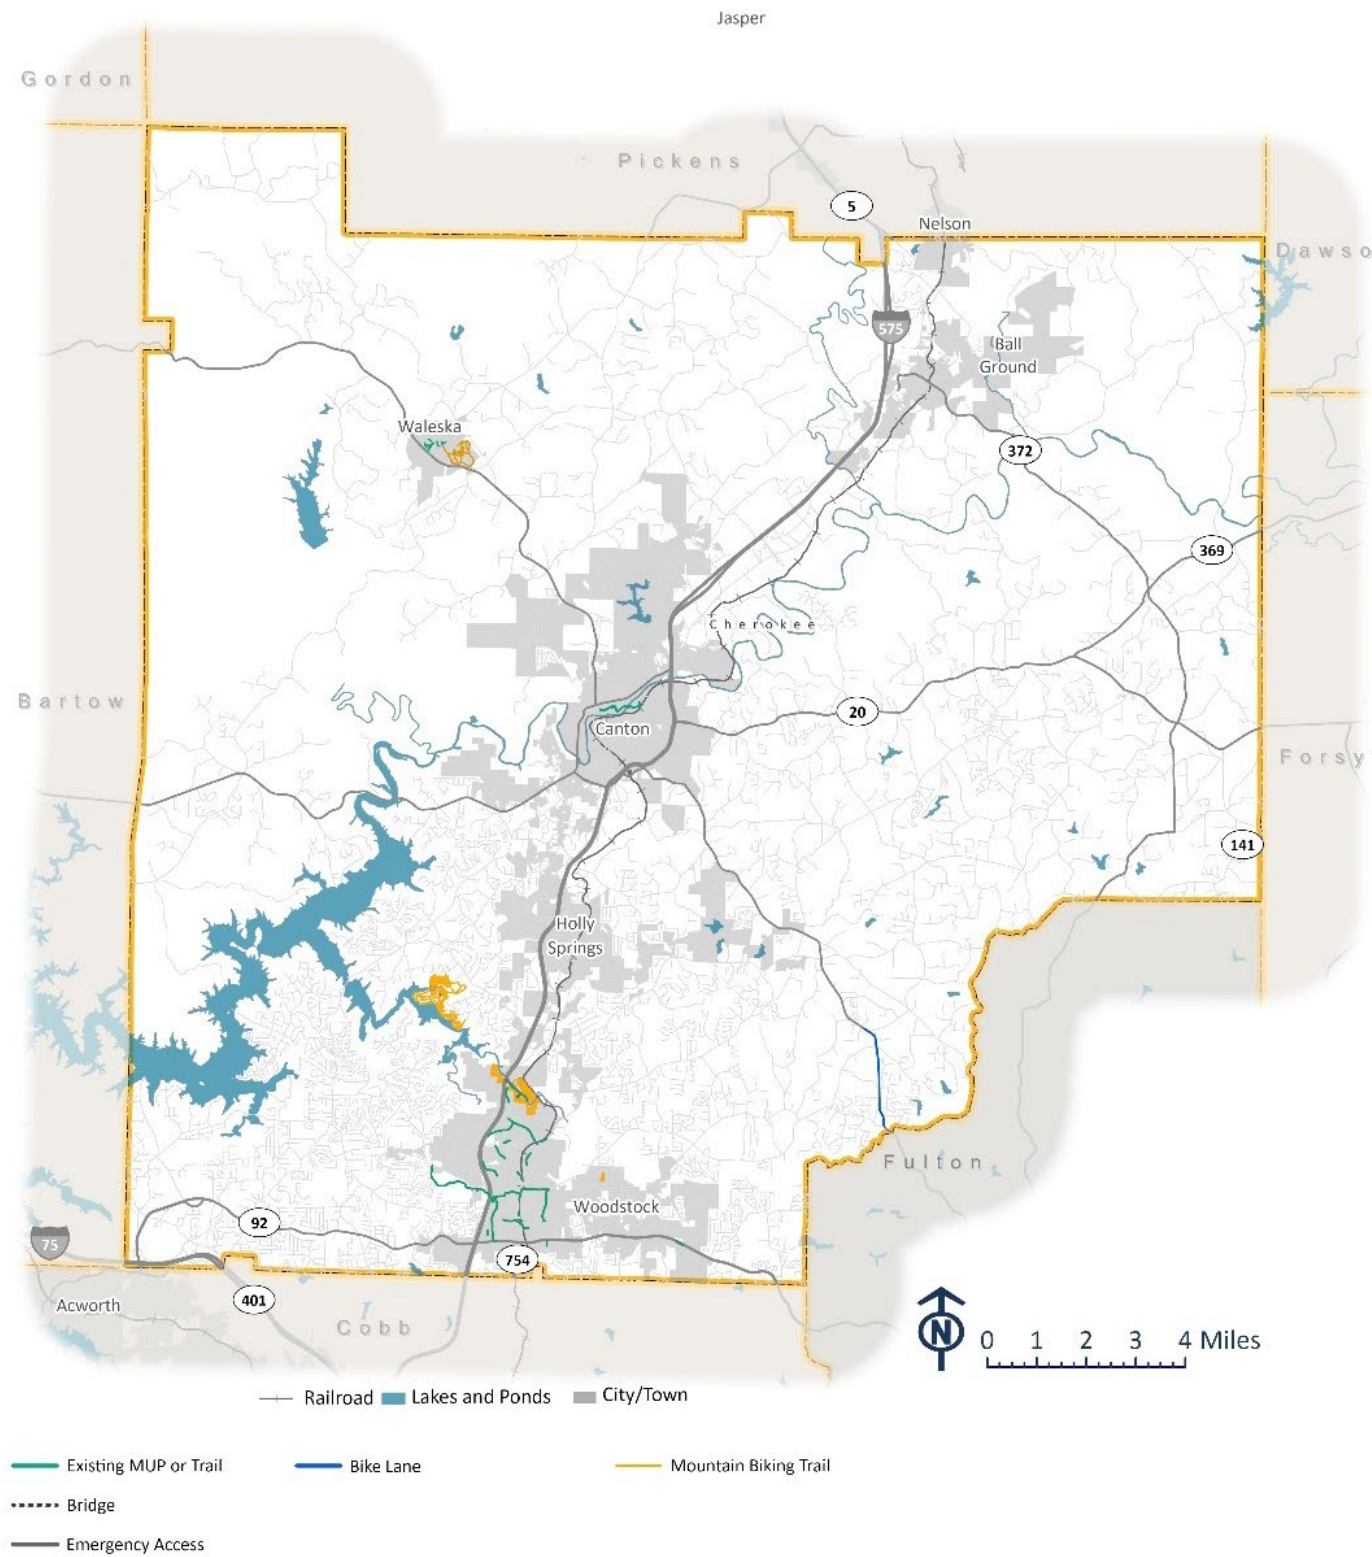 Jasper
Gordon
Pickens
5
Nelson
Dawso
575
Ball
Ground
Waleska
372
369
Cherokee
Bartow
20
Canton
Forsy
141
Holly
Springs
Fulton
Woodstock
92
75
754
401
Acworth
Cobb
N
0 1 2 3 4 Miles
Railroad Lakes and Ponds City/Town
Existing MUP or Trail Bike Lane Mountain Biking Trail
Bridge
Emergency Access